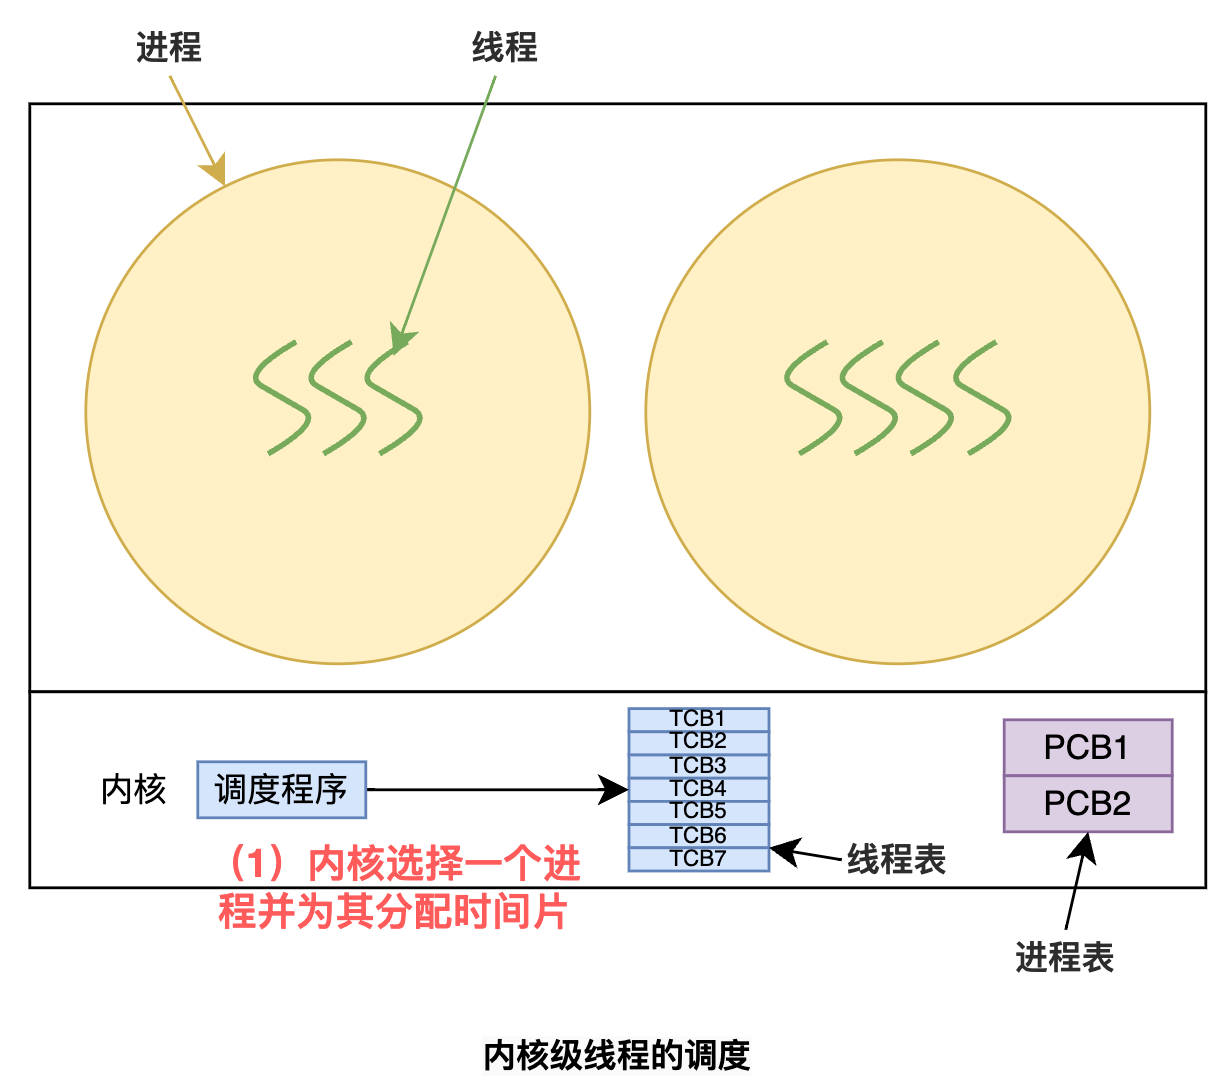 进程
线程
内核
调度程序
TCB1
TCB2
TCB3
TCB4
TCB5
TCB6
TCB7
PCB1
PCB2
（1）内核选择一个进
程并为其分配时间片
线程表
进程表
内核级线程的调度